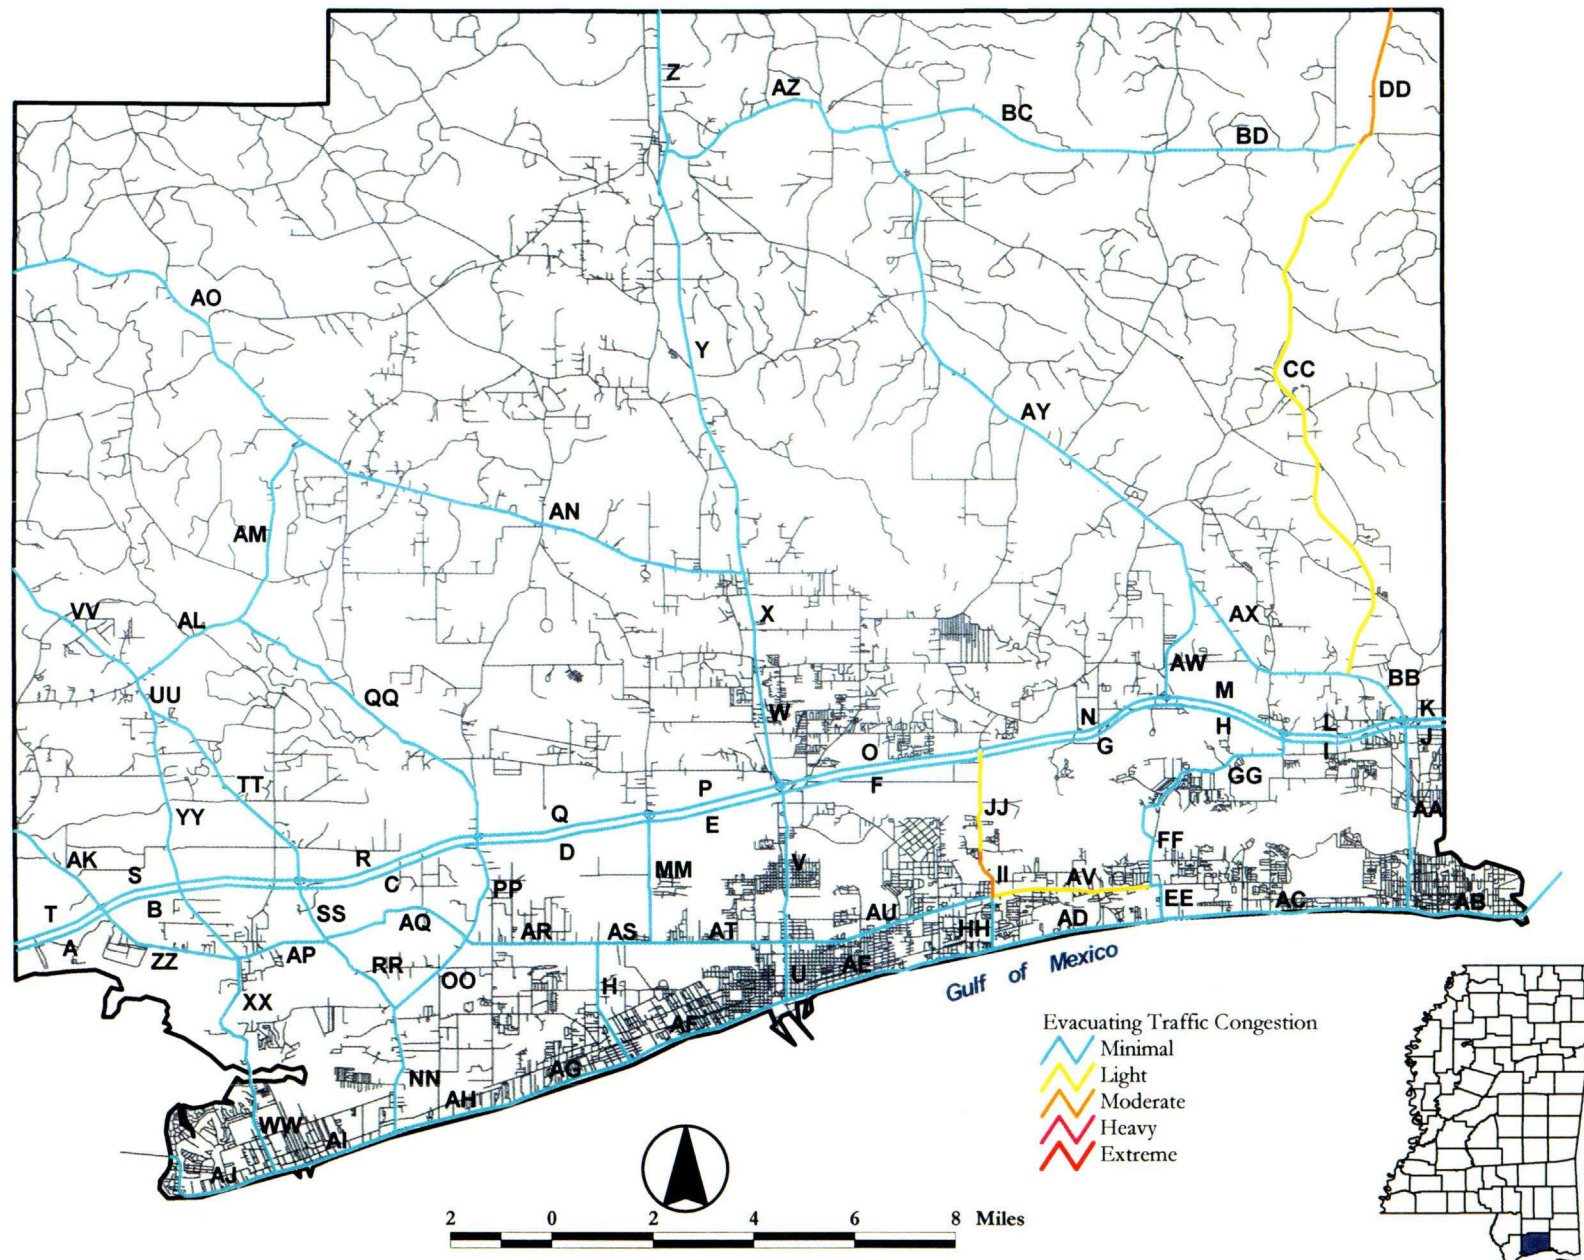 Z
AZ
DD
BC
BD
AO
Y
CC
AY
AN
AM
VV
AL
X
AX
AW
QQ
UU
BB
M
W
K
N
H
L
J
G
O
I
F
GG
TT
P
JJ
AA
YY
Q
E
FF
D
AK
R
V
S
MM
II
AV
C
PP
EE
AC
AB
B
T
SS
AQ
AU
AD
AR
AS
AT
HH
A
AP
ZZ
RR
OO
U
AE
H
XX
AF
Gulf of Mexico
AG
NN
AH
WW
AI
AJ
Evacuating Traffic Congestion
Minimal
Light
Moderate
Heavy
Extreme
2 0 2 4 6 8 Miles